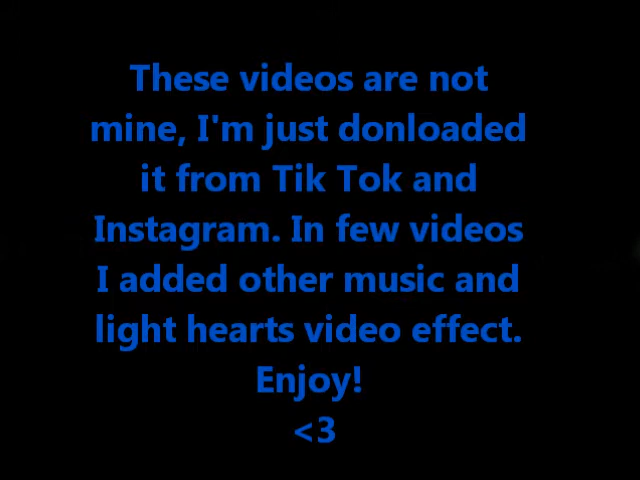 These videos are not
mine, I'm just donloaded
it from Tik Tok and
Instagram. In few videos
I added other music and
light hearts video effect.
Enjoy!
<3